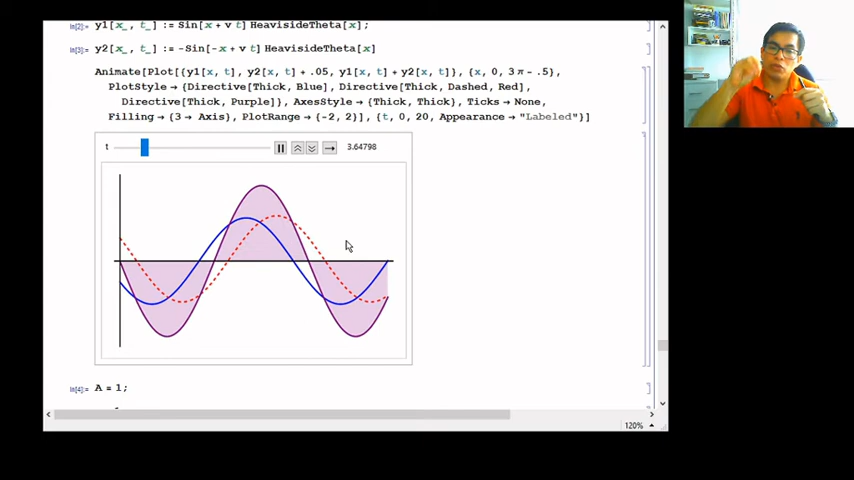 In[2]:= y1[x_, t_] := Sin[x + v t] HeavisideTheta[x];
In[3]:= y2[x_, t_] := -Sin[-x + v t] HeavisideTheta[x]
Animate[Plot[{y1[x, t], y2[x, t] + .05, y1[x, t] + y2[x, t]}, {x, 0, 3 π - .5},
PlotStyle → {Directive[Thick, Blue], Directive[Thick, Dashed, Red],
Directive[Thick, Purple]}, AxesStyle → {Thick, Thick}, Ticks → None,
Filling → {3 → Axis}, PlotRange → {-2, 2}], {t, 0, 20, Appearance → "Labeled"}]
t 3.64798
In[4]:= A = 1;
120%